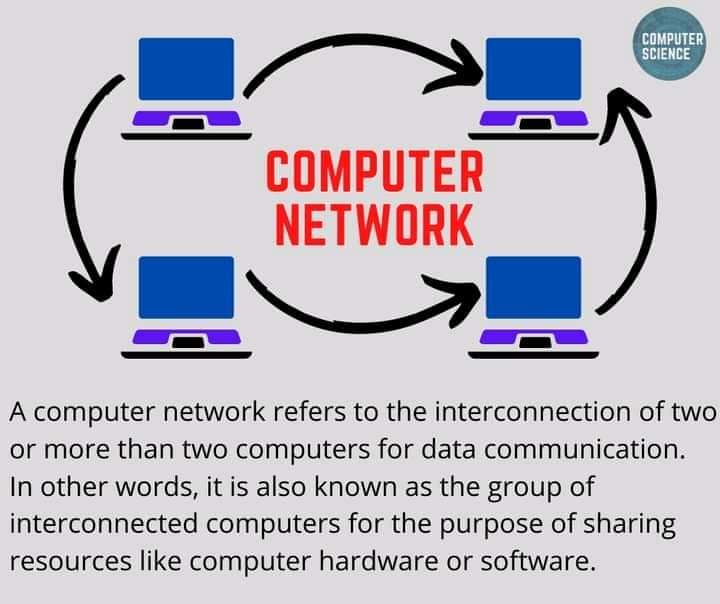 COMPUTER
SCIENCE
COMPUTER
NETWORK
A computer network refers to the interconnection of two
or more than two computers for data communication.
In other words, it is also known as the group of
interconnected computers for the purpose of sharing
resources like computer hardware or software.